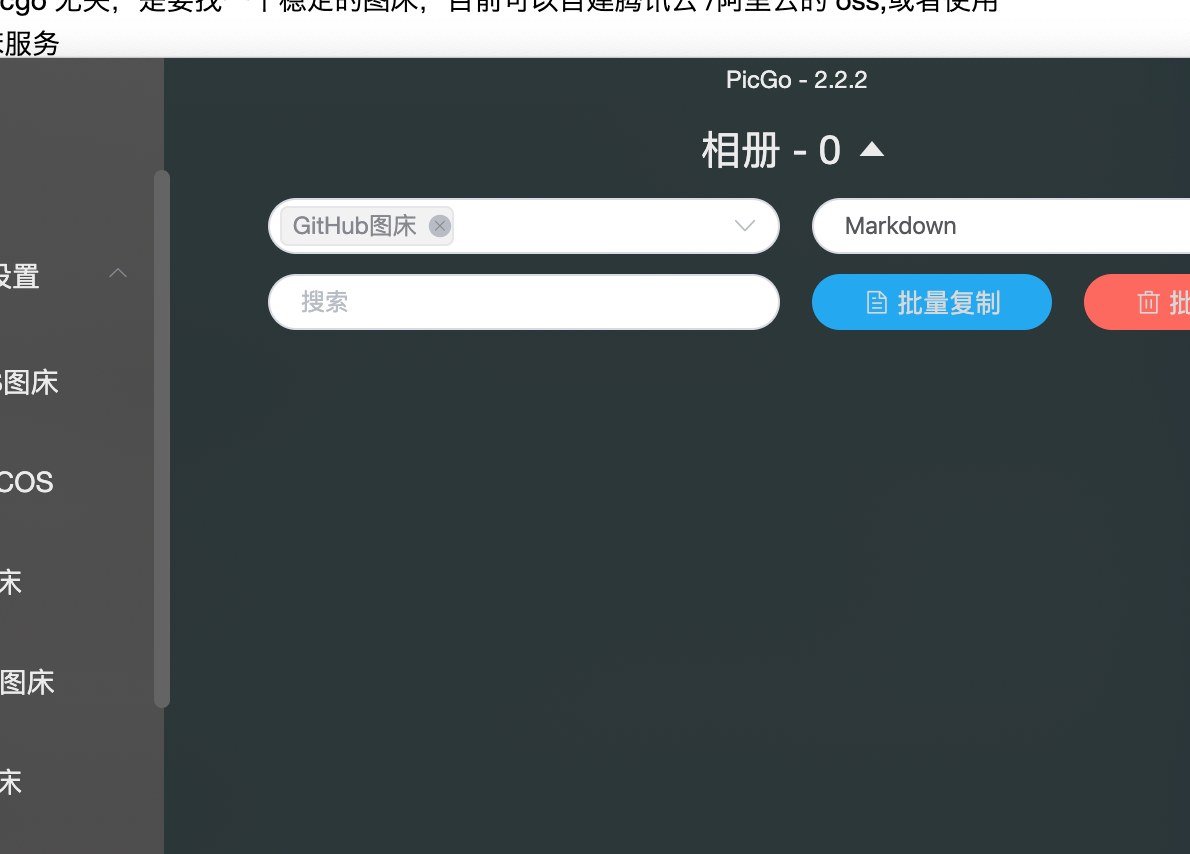 cgo 无关，是要找一个稳定的图床，目前可以自建腾讯云 /阿里云的 oss,或者使用
床服务
PicGo - 2.2.2
相册 - 0
GitHub图床
Markdown
设置
搜索
批量复制
批
S图床
COS
床
图床
床